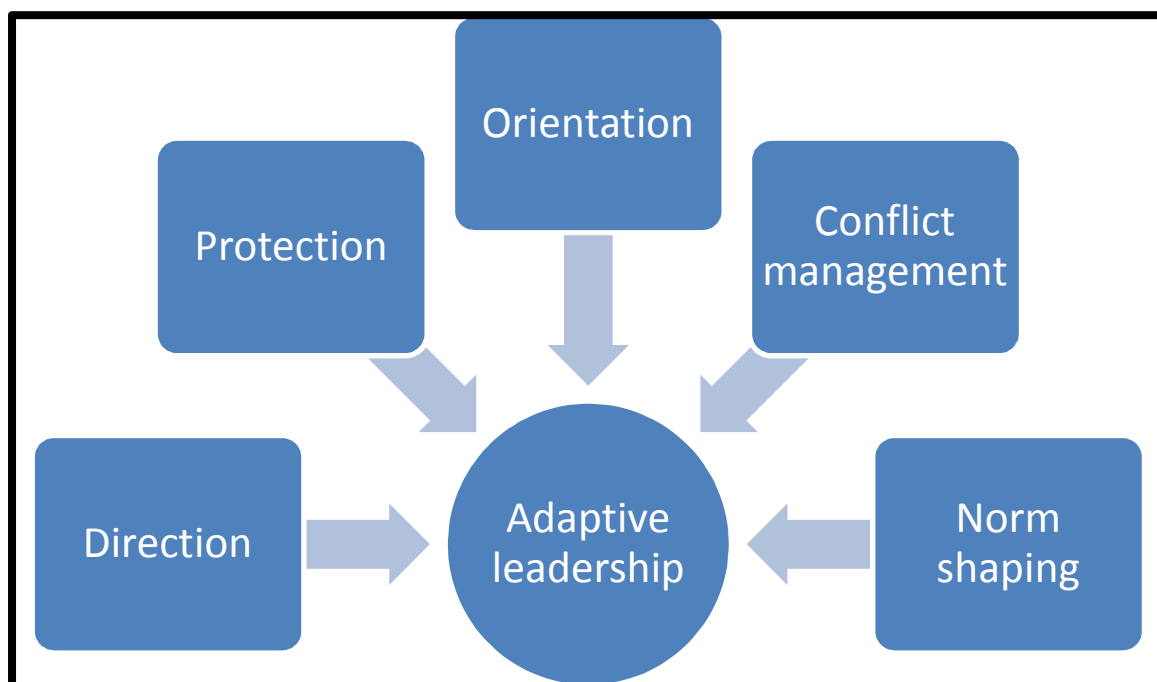 Orientation
Protection
Conflict
management
Direction
Adaptive
leadership
Norm
shaping